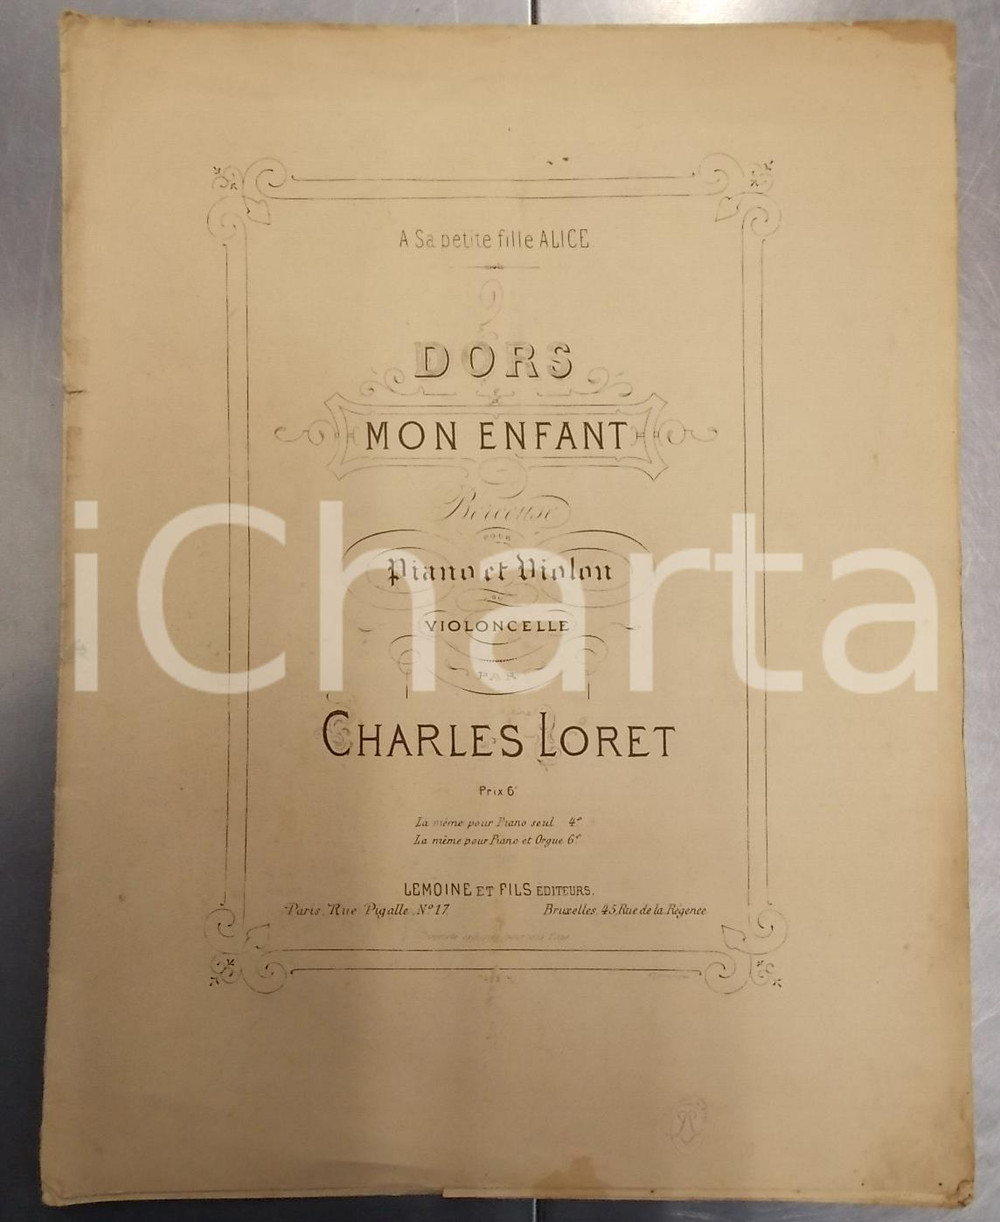 A Sa petite fille ALICE
DORS
MON ENFANT
Berceuse
POUR
Piano et Violon
OU
VIOLONCELLE
PAR
CHARLES LORET
Prix 6f
La même pour Piano seul 4f
La même pour Piano et Orgue 6f
LEMOINE ET FILS EDITEURS.
Paris, Rue Pigalle, No 17. Bruxelles, 45, Rue de la Régence
iCharta